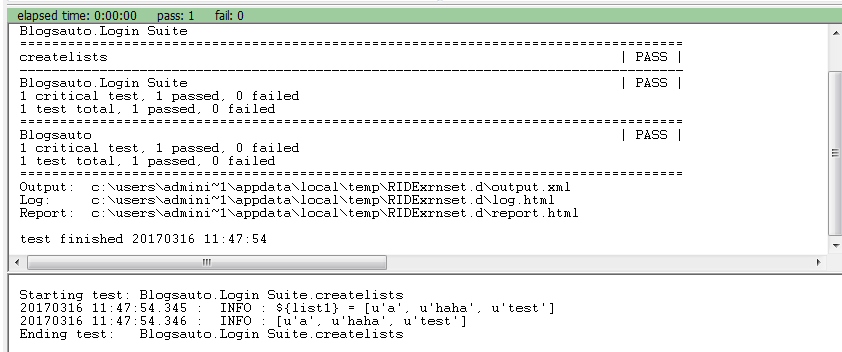 elapsed time: 0:00:00 pass: 1 fail: 0
Blogsauto.Login Suite
==============================================================================
createlists | PASS |
------------------------------------------------------------------------------
Blogsauto.Login Suite | PASS |
1 critical test, 1 passed, 0 failed
1 test total, 1 passed, 0 failed
==============================================================================
Blogsauto | PASS |
1 critical test, 1 passed, 0 failed
1 test total, 1 passed, 0 failed
==============================================================================
Output: c:\users\admini~1\appdata\local\temp\RIDExrnset.d\output.xml
Log: c:\users\admini~1\appdata\local\temp\RIDExrnset.d\log.html
Report: c:\users\admini~1\appdata\local\temp\RIDExrnset.d\report.html
test finished 20170316 11:47:54
Starting test: Blogsauto.Login Suite.createlists
20170316 11:47:54.345 : INFO : ${list1} = [u'a', u'haha', u'test']
20170316 11:47:54.346 : INFO : [u'a', u'haha', u'test']
Ending test: Blogsauto.Login Suite.createlists